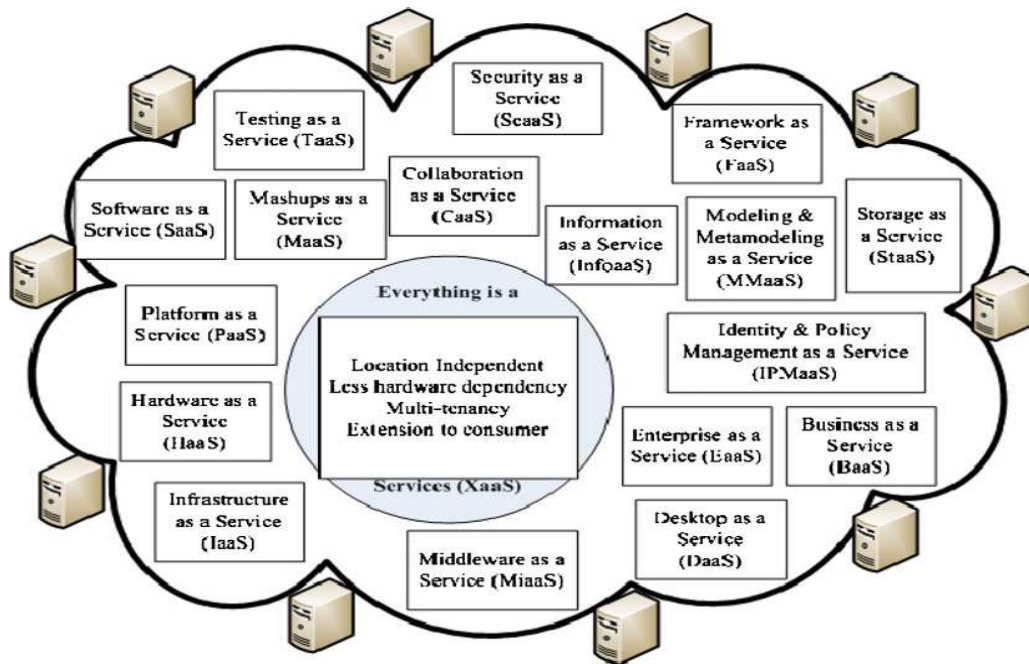 Security as a
Service
(ScaaS)
Testing as a
Service (TaaS)
Framework as
a Service
(FaaS)
Collaboration
as a Service
(CaaS)
Software as a
Service (SaaS)
Mashups as a
Service
(MaaS)
Information
as a Service
(InfoaaS)
Modeling &
Metamodeling
as a Service
(MMaaS)
Storage as
a Service
(StaaS)
Everything is a
Location Independent
Less hardware dependency
Multi-tenancy
Extension to consumer
Services (XaaS)
Platform as a
Service (PaaS)
Identity & Policy
Management as a Service
(IPMaaS)
Hardware as a
Service
(HaaS)
Enterprise as a
Service (EaaS)
Business as a
Service
(BaaS)
Infrastructure
as a Service
(IaaS)
Middleware as a
Service (MiaaS)
Desktop as a
Service
(DaaS)